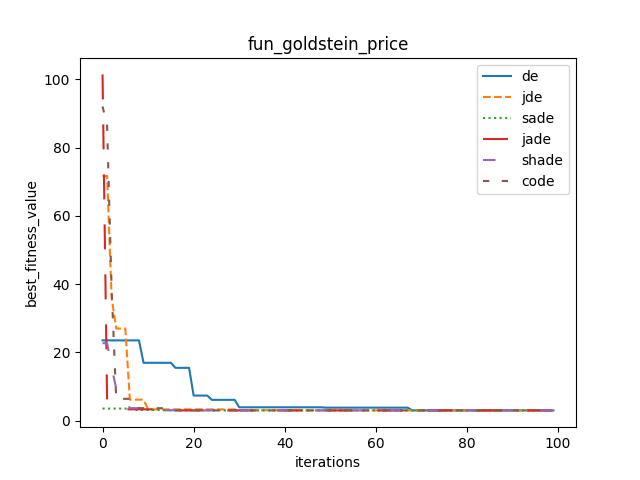 fun_goldstein_price
best_fitness_value
100
80
60
40
20
0
0
20
40
60
80
100
iterations
de
jde
sade
jade
shade
code